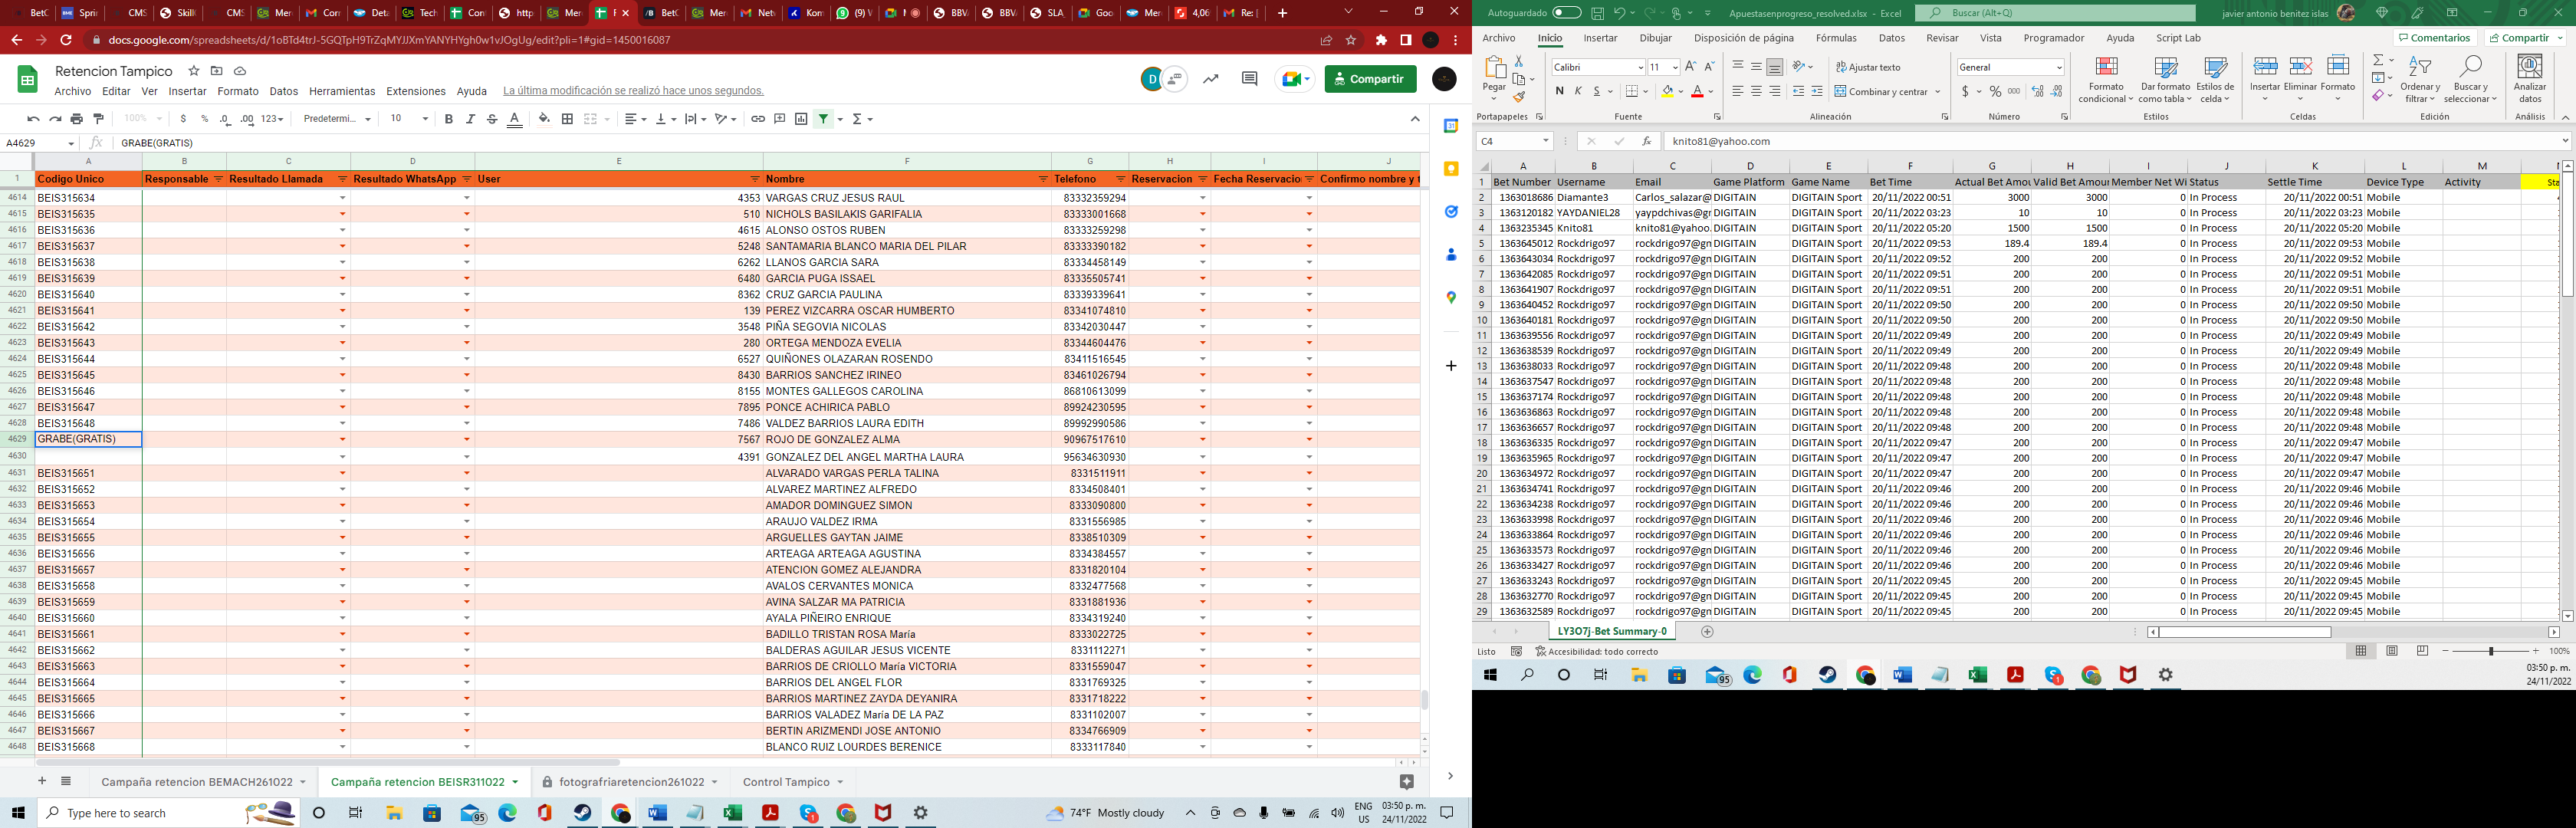 docs.google.com/spreadsheets/d/1oBTd4trJ-5GQTpH9TrZqMYJJXmYANYHYgh0w1vJOgUg/edit?pli=1#gid=1450016087
Retencion Tampico
Archivo Editar Ver Insertar Formato Datos Herramientas Extensiones Ayuda La última modificación se realizó hace unos segundos.
Compartir
100% $ % .0 .00 123 Predetermi... 10
A4629 fx GRABE(GRATIS)
A B C D E F G H I J
1 Codigo Unico Responsable Resultado Llamada Resultado WhatsApp User Nombre Telefono Reservacion Fecha Reservacion Confirmo nombre y t
4614 BEIS315634 4353 VARGAS CRUZ JESUS RAUL 83332359294
4615 BEIS315635 510 NICHOLS BASILAKIS GARIFALIA 83333001668
4616 BEIS315636 4615 ALONSO OSTOS RUBEN 83333259298
4617 BEIS315637 5248 SANTAMARIA BLANCO MARIA DEL PILAR 83333390182
4618 BEIS315638 6262 LLANOS GARCIA SARA 83334458149
4619 BEIS315639 6480 GARCIA PUGA ISSAEL 83335505741
4620 BEIS315640 8362 CRUZ GARCIA PAULINA 83339339641
4621 BEIS315641 139 PEREZ VIZCARRA OSCAR HUMBERTO 83341074810
4622 BEIS315642 3548 PIÑA SEGOVIA NICOLAS 83342030447
4623 BEIS315643 280 ORTEGA MENDOZA EVELIA 83344604476
4624 BEIS315644 6527 QUIÑONES OLAZARAN ROSENDO 83411516545
4625 BEIS315645 8430 BARRIOS SANCHEZ IRINEO 83461026794
4626 BEIS315646 8155 MONTES GALLEGOS CAROLINA 86810613099
4627 BEIS315647 7895 PONCE ACHIRICA PABLO 89924230595
4628 BEIS315648 7486 VALDEZ BARRIOS LAURA EDITH 89992990586
4629 GRABE(GRATIS) 7567 ROJO DE GONZALEZ ALMA 90967517610
4630 4391 GONZALEZ DEL ANGEL MARTHA LAURA 95634630930
4631 BEIS315651 ALVARADO VARGAS PERLA TALINA 8331511911
4632 BEIS315652 ALVAREZ MARTINEZ ALFREDO 8334508401
4633 BEIS315653 AMADOR DOMINGUEZ SIMON 8333090800
4634 BEIS315654 ARAUJO VALDEZ IRMA 8331556985
4635 BEIS315655 ARGUELLES GAYTAN JAIME 8338510309
4636 BEIS315656 ARTEAGA ARTEAGA AGUSTINA 8334384557
4637 BEIS315657 ATENCION GOMEZ ALEJANDRA 8331820104
4638 BEIS315658 AVALOS CERVANTES MONICA 8332477568
4639 BEIS315659 AVINA SALZAR MA PATRICIA 8331881936
4640 BEIS315660 AYALA PIÑEIRO ENRIQUE 8334319240
4641 BEIS315661 BADILLO TRISTAN ROSA María 8333022725
4642 BEIS315662 BALDERAS AGUILAR JESUS VICENTE 8331112271
4643 BEIS315663 BARRIOS DE CRIOLLO María VICTORIA 8331559047
4644 BEIS315664 BARRIOS DEL ANGEL FLOR 8331769325
4645 BEIS315665 BARRIOS MARTINEZ ZAYDA DEYANIRA 8331718222
4646 BEIS315666 BARRIOS VALADEZ María DE LA PAZ 8331102007
4647 BEIS315667 BERTIN ARIZMENDI JOSE ANTONIO 8334766909
4648 BEIS315668 BLANCO RUIZ LOURDES BERENICE 8333117840
Campaña retencion BEMACH261022 Campaña retencion BEISR311022 fotografriaretencion261022 Control Tampico
Type here to search 95 74°F Mostly cloudy ENG US 03:50 p. m. 24/11/2022
Autoguardado Apuestasenprogreso_resolved.xlsx - Excel Buscar (Alt+Q) javier antonio benitez islas
Archivo Inicio Insertar Dibujar Disposición de página Fórmulas Datos Revisar Vista Programador Ayuda Script Lab Comentarios Compartir
Pegar Calibri 11 N K S Ajustar texto Combinar y centrar General $ % 000 Formato condicional Dar formato como tabla Estilos de celda Insertar Eliminar Formato Ordenar y filtrar Buscar y seleccionar Analizar datos
Portapapeles Fuente Alineación Número Estilos Celdas Edición Análisis
C4 fx knito81@yahoo.com
A B C D E F G H I J K L M
1 Bet Number Username Email Game Platform Game Name Bet Time Actual Bet Amou Valid Bet Amour Member Net Wi Status Settle Time Device Type Activity Sta
2 1363018686 Diamante3 Carlos_salazar@ DIGITAIN DIGITAIN Sport 20/11/2022 00:51 3000 3000 0 In Process 20/11/2022 00:51 Mobile
3 1363120182 YAYDANIEL28 yaypdchivas@gr DIGITAIN DIGITAIN Sport 20/11/2022 03:23 10 10 0 In Process 20/11/2022 03:23 Mobile
4 1363235345 Knito81 knito81@yahoo. DIGITAIN DIGITAIN Sport 20/11/2022 05:20 1500 1500 0 In Process 20/11/2022 05:20 Mobile
5 1363645012 Rockdrigo97 rockdrigo97@gn DIGITAIN DIGITAIN Sport 20/11/2022 09:53 189.4 189.4 0 In Process 20/11/2022 09:53 Mobile
6 1363643034 Rockdrigo97 rockdrigo97@gn DIGITAIN DIGITAIN Sport 20/11/2022 09:52 200 200 0 In Process 20/11/2022 09:52 Mobile
7 1363642085 Rockdrigo97 rockdrigo97@gn DIGITAIN DIGITAIN Sport 20/11/2022 09:51 200 200 0 In Process 20/11/2022 09:51 Mobile
8 1363641907 Rockdrigo97 rockdrigo97@gn DIGITAIN DIGITAIN Sport 20/11/2022 09:51 200 200 0 In Process 20/11/2022 09:51 Mobile
9 1363640452 Rockdrigo97 rockdrigo97@gn DIGITAIN DIGITAIN Sport 20/11/2022 09:50 200 200 0 In Process 20/11/2022 09:50 Mobile
10 1363640181 Rockdrigo97 rockdrigo97@gn DIGITAIN DIGITAIN Sport 20/11/2022 09:50 200 200 0 In Process 20/11/2022 09:50 Mobile
11 1363639556 Rockdrigo97 rockdrigo97@gn DIGITAIN DIGITAIN Sport 20/11/2022 09:49 200 200 0 In Process 20/11/2022 09:49 Mobile
12 1363638539 Rockdrigo97 rockdrigo97@gn DIGITAIN DIGITAIN Sport 20/11/2022 09:49 200 200 0 In Process 20/11/2022 09:49 Mobile
13 1363638033 Rockdrigo97 rockdrigo97@gn DIGITAIN DIGITAIN Sport 20/11/2022 09:48 200 200 0 In Process 20/11/2022 09:48 Mobile
14 1363637547 Rockdrigo97 rockdrigo97@gn DIGITAIN DIGITAIN Sport 20/11/2022 09:48 200 200 0 In Process 20/11/2022 09:48 Mobile
15 1363637174 Rockdrigo97 rockdrigo97@gn DIGITAIN DIGITAIN Sport 20/11/2022 09:48 200 200 0 In Process 20/11/2022 09:48 Mobile
16 1363636863 Rockdrigo97 rockdrigo97@gn DIGITAIN DIGITAIN Sport 20/11/2022 09:48 200 200 0 In Process 20/11/2022 09:48 Mobile
17 1363636657 Rockdrigo97 rockdrigo97@gn DIGITAIN DIGITAIN Sport 20/11/2022 09:48 200 200 0 In Process 20/11/2022 09:48 Mobile
18 1363636335 Rockdrigo97 rockdrigo97@gn DIGITAIN DIGITAIN Sport 20/11/2022 09:47 200 200 0 In Process 20/11/2022 09:47 Mobile
19 1363635965 Rockdrigo97 rockdrigo97@gn DIGITAIN DIGITAIN Sport 20/11/2022 09:47 200 200 0 In Process 20/11/2022 09:47 Mobile
20 1363634972 Rockdrigo97 rockdrigo97@gn DIGITAIN DIGITAIN Sport 20/11/2022 09:47 200 200 0 In Process 20/11/2022 09:47 Mobile
21 1363634741 Rockdrigo97 rockdrigo97@gn DIGITAIN DIGITAIN Sport 20/11/2022 09:46 200 200 0 In Process 20/11/2022 09:46 Mobile
22 1363634238 Rockdrigo97 rockdrigo97@gn DIGITAIN DIGITAIN Sport 20/11/2022 09:46 200 200 0 In Process 20/11/2022 09:46 Mobile
23 1363633998 Rockdrigo97 rockdrigo97@gn DIGITAIN DIGITAIN Sport 20/11/2022 09:46 200 200 0 In Process 20/11/2022 09:46 Mobile
24 1363633864 Rockdrigo97 rockdrigo97@gn DIGITAIN DIGITAIN Sport 20/11/2022 09:46 200 200 0 In Process 20/11/2022 09:46 Mobile
25 1363633573 Rockdrigo97 rockdrigo97@gn DIGITAIN DIGITAIN Sport 20/11/2022 09:46 200 200 0 In Process 20/11/2022 09:46 Mobile
26 1363633427 Rockdrigo97 rockdrigo97@gn DIGITAIN DIGITAIN Sport 20/11/2022 09:46 200 200 0 In Process 20/11/2022 09:46 Mobile
27 1363633243 Rockdrigo97 rockdrigo97@gn DIGITAIN DIGITAIN Sport 20/11/2022 09:45 200 200 0 In Process 20/11/2022 09:45 Mobile
28 1363632770 Rockdrigo97 rockdrigo97@gn DIGITAIN DIGITAIN Sport 20/11/2022 09:45 200 200 0 In Process 20/11/2022 09:45 Mobile
29 1363632589 Rockdrigo97 rockdrigo97@gn DIGITAIN DIGITAIN Sport 20/11/2022 09:45 200 200 0 In Process 20/11/2022 09:45 Mobile
LY3O7j-Bet Summary-0
Listo Accesibilidad: todo correcto 100%
95 03:50 p. m. 24/11/2022